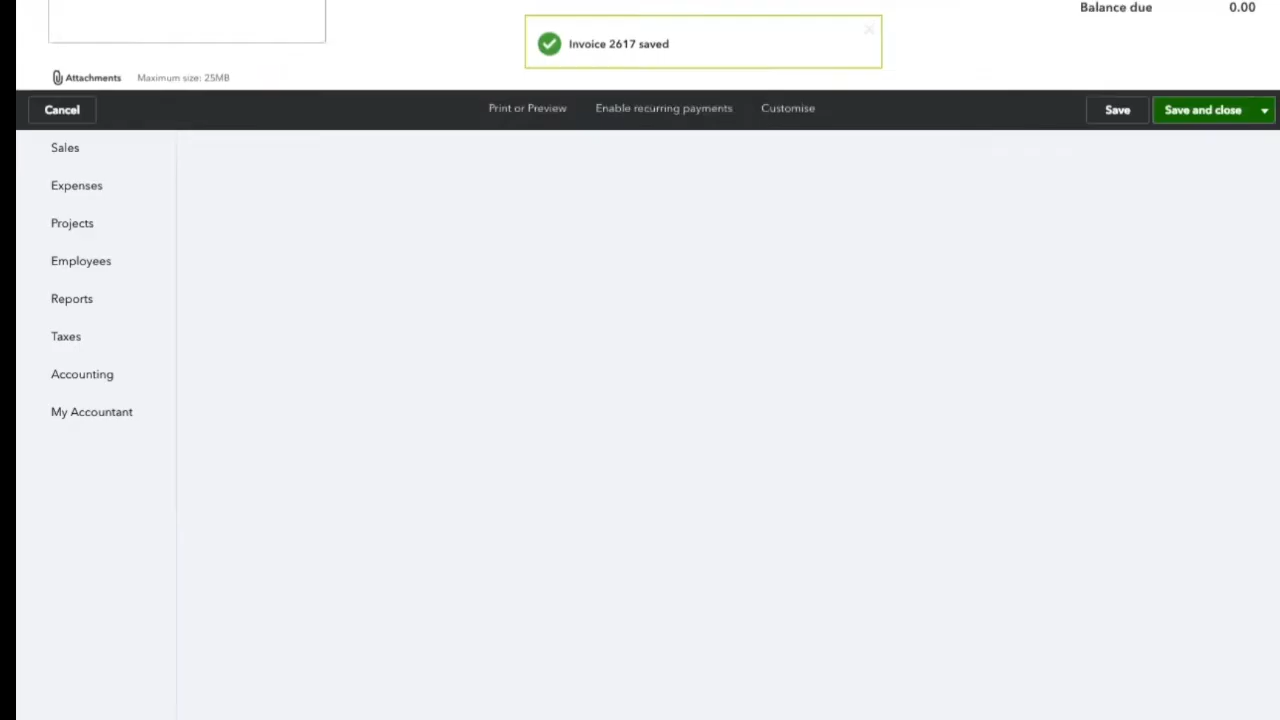 Balance due 0.00
Invoice 2617 saved
Attachments Maximum size: 25MB
Cancel Print or Preview Enable recurring payments Customise Save Save and close
Sales
Expenses
Projects
Employees
Reports
Taxes
Accounting
My Accountant